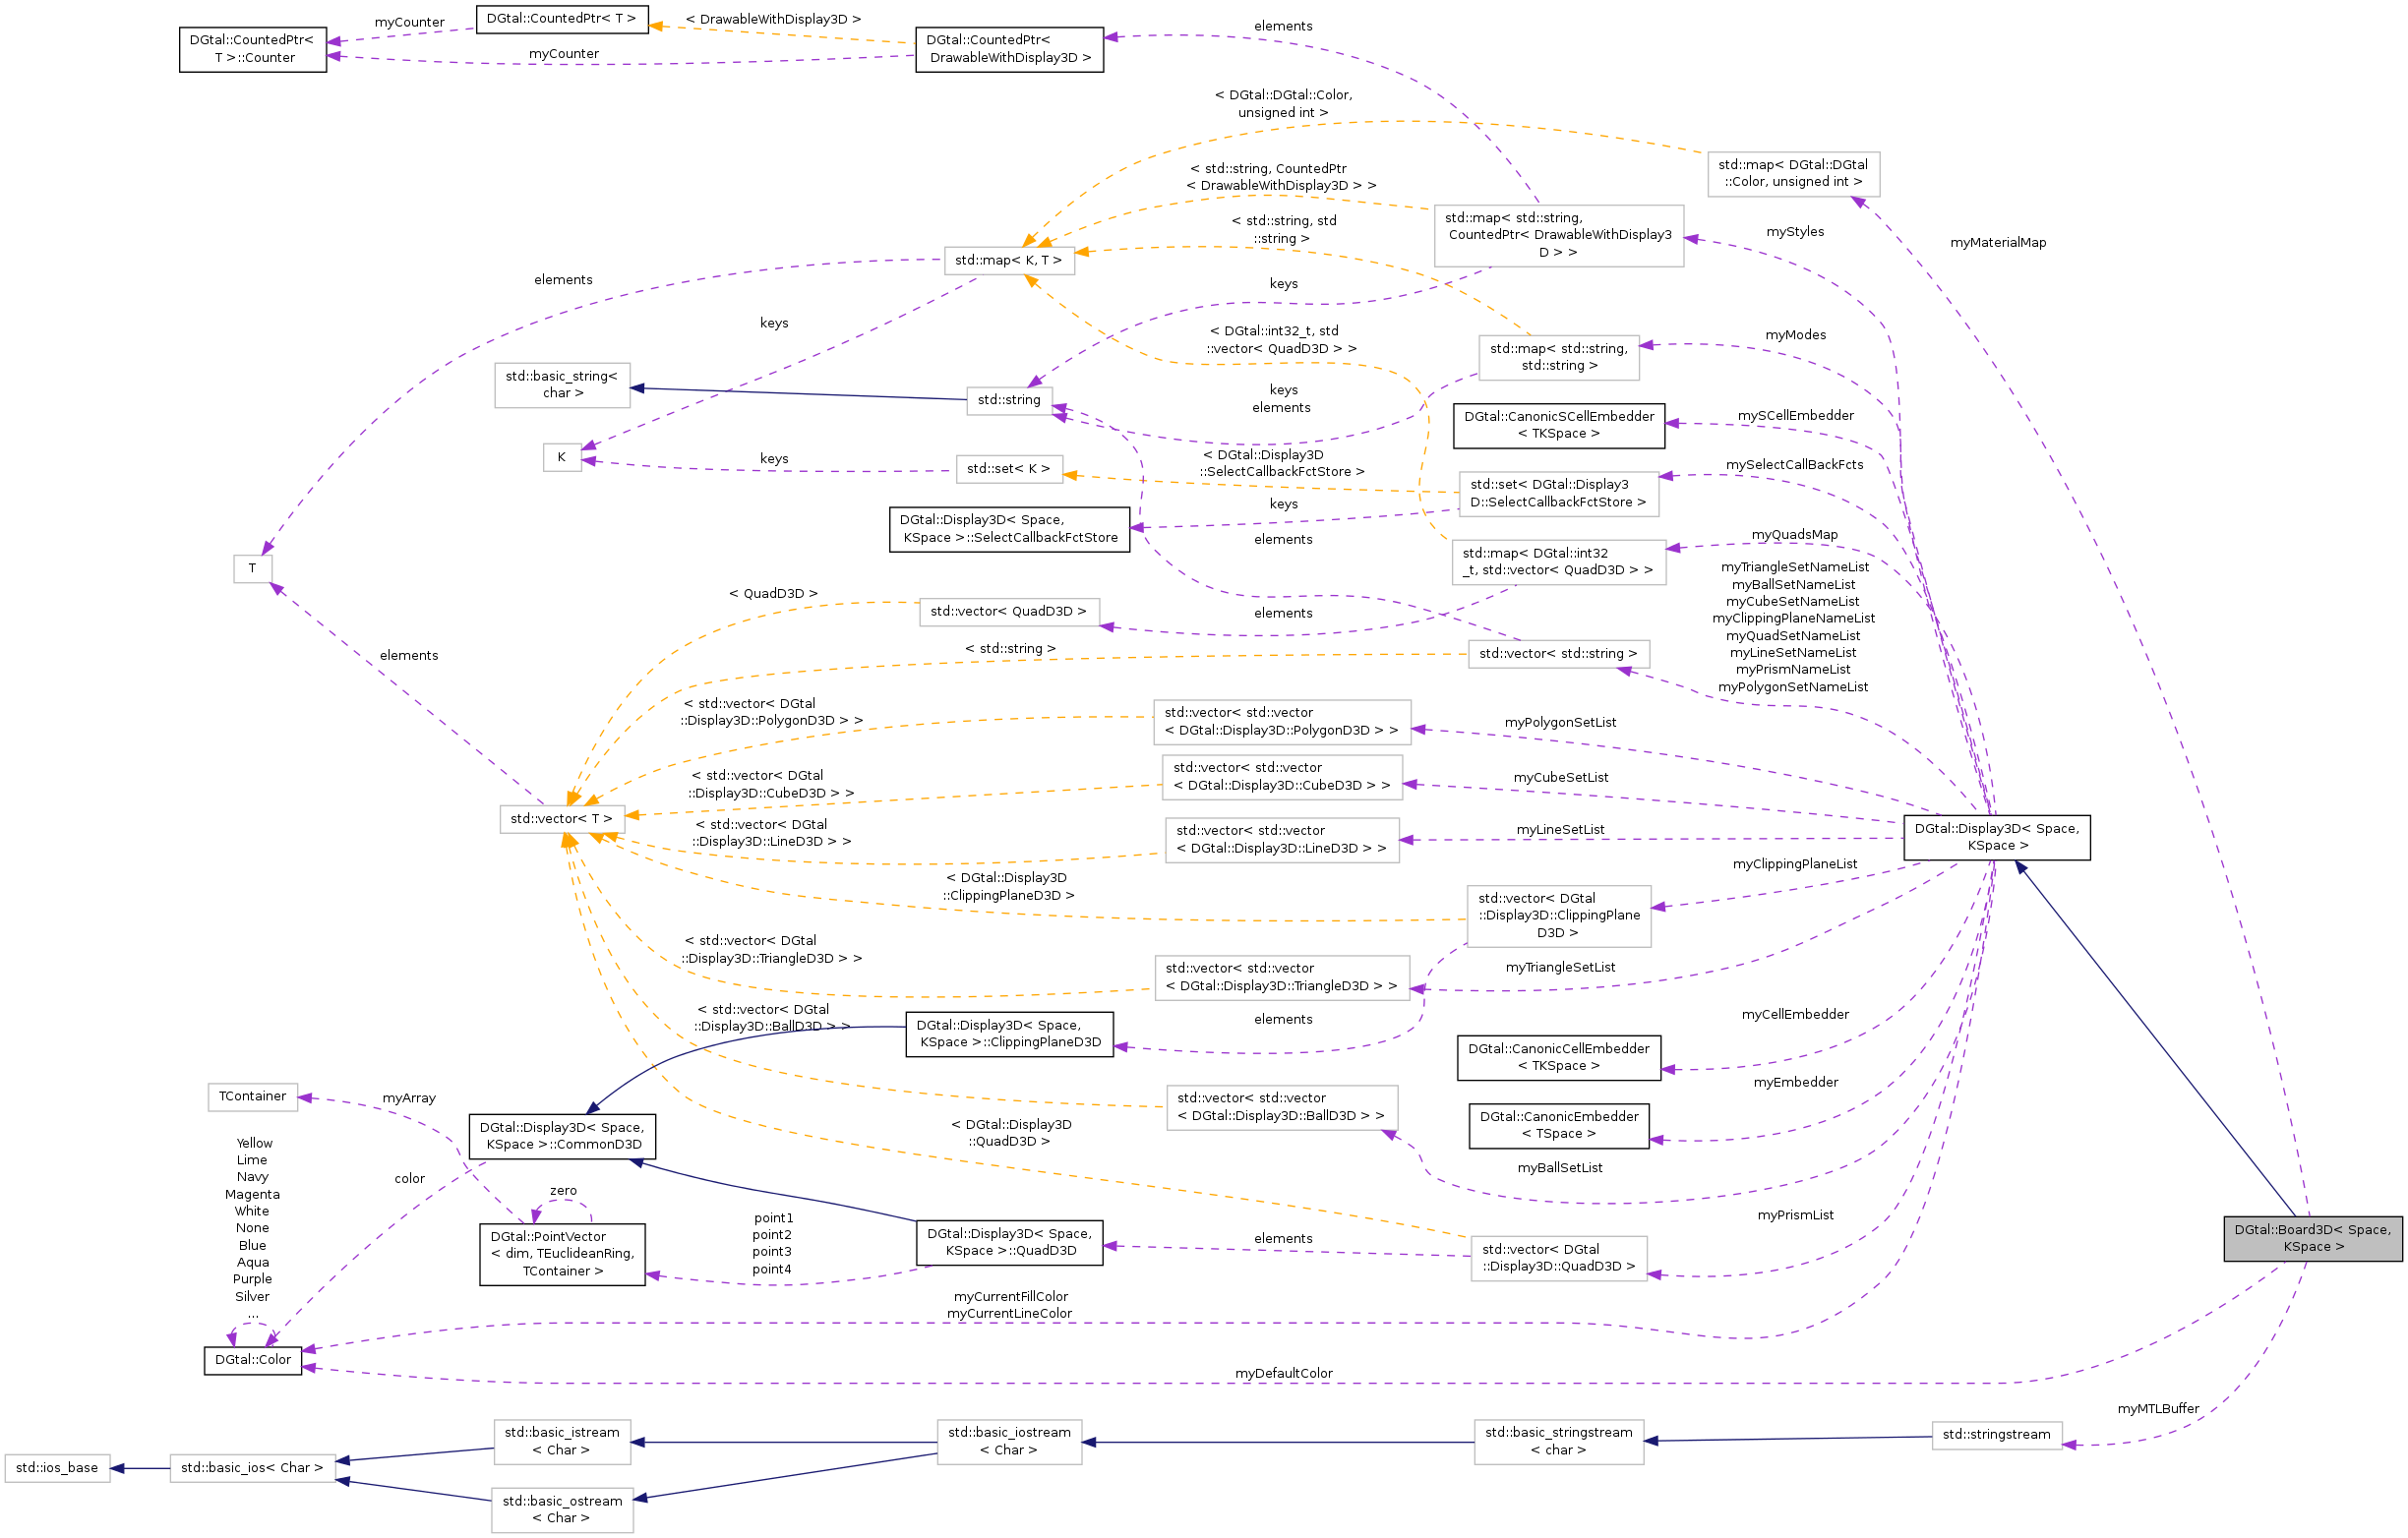 myCounter
DGtal::CountedPtr< T >
< DrawableWithDisplay3D >
DGtal::CountedPtr<
T >::Counter
myCounter
DGtal::CountedPtr<
DrawableWithDisplay3D >
elements
< DGtal::DGtal::Color,
unsigned int >
std::map< DGtal::DGtal
::Color, unsigned int >
< std::string, CountedPtr
< DrawableWithDisplay3D > >
< std::string, std
::string >
std::map< std::string,
CountedPtr< DrawableWithDisplay3
D > >
myStyles
myMaterialMap
std::map< K, T >
elements
keys
keys
< DGtal::int32_t, std
::vector< QuadD3D > >
std::map< std::string,
std::string >
myModes
std::basic_string<
char >
std::string
keys
elements
DGtal::CanonicSCellEmbedder
< TKSpace >
mySCellEmbedder
K
keys
std::set< K >
< DGtal::Display3D
::SelectCallbackFctStore >
std::set< DGtal::Display3
D::SelectCallbackFctStore >
mySelectCallBackFcts
DGtal::Display3D< Space,
KSpace >::SelectCallbackFctStore
keys
elements
std::map< DGtal::int32
_t, std::vector< QuadD3D > >
myQuadsMap
T
< QuadD3D >
std::vector< QuadD3D >
elements
myTriangleSetNameList
myBallSetNameList
myCubeSetNameList
myClippingPlaneNameList
myQuadSetNameList
myLineSetNameList
myPrismNameList
myPolygonSetNameList
elements
< std::string >
std::vector< std::string >
< std::vector< DGtal
::Display3D::PolygonD3D > >
std::vector< std::vector
< DGtal::Display3D::PolygonD3D > >
myPolygonSetList
< std::vector< DGtal
::Display3D::CubeD3D > >
std::vector< std::vector
< DGtal::Display3D::CubeD3D > >
myCubeSetList
std::vector< T >
< std::vector< DGtal
::Display3D::LineD3D > >
std::vector< std::vector
< DGtal::Display3D::LineD3D > >
myLineSetList
DGtal::Display3D< Space,
KSpace >
< DGtal::Display3D
::ClippingPlaneD3D >
std::vector< DGtal
::Display3D::ClippingPlane
D3D >
myClippingPlaneList
< std::vector< DGtal
::Display3D::TriangleD3D > >
std::vector< std::vector
< DGtal::Display3D::TriangleD3D > >
myTriangleSetList
< std::vector< DGtal
::Display3D::BallD3D > >
DGtal::Display3D< Space,
KSpace >::ClippingPlaneD3D
elements
DGtal::CanonicCellEmbedder
< TKSpace >
myCellEmbedder
TContainer
myArray
DGtal::Display3D< Space,
KSpace >::CommonD3D
< DGtal::Display3D
::QuadD3D >
std::vector< std::vector
< DGtal::Display3D::BallD3D > >
DGtal::CanonicEmbedder
< TSpace >
myEmbedder
myBallSetList
Yellow
Lime
Navy
Magenta
White
None
Blue
Aqua
Purple
Silver
...
color
zero
DGtal::PointVector
< dim, TEuclideanRing,
TContainer >
point1
point2
point3
point4
DGtal::Display3D< Space,
KSpace >::QuadD3D
elements
std::vector< DGtal
::Display3D::QuadD3D >
myPrismList
DGtal::Board3D< Space,
KSpace >
myCurrentFillColor
myCurrentLineColor
DGtal::Color
myDefaultColor
myMTLBuffer
std::ios_base
std::basic_ios< Char >
std::basic_istream
< Char >
std::basic_ostream
< Char >
std::basic_iostream
< Char >
std::basic_stringstream
< char >
std::stringstream